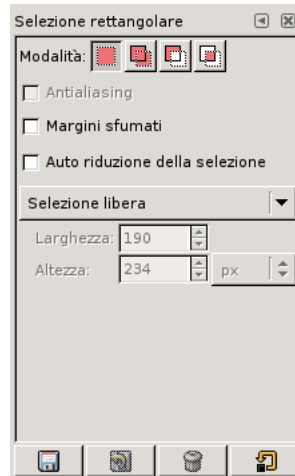 Selezione rettangolare
Modalità:
Antialiasing
Margini sfumati
Auto riduzione della selezione
Selezione libera
Larghezza: 190
Altezza: 234 px